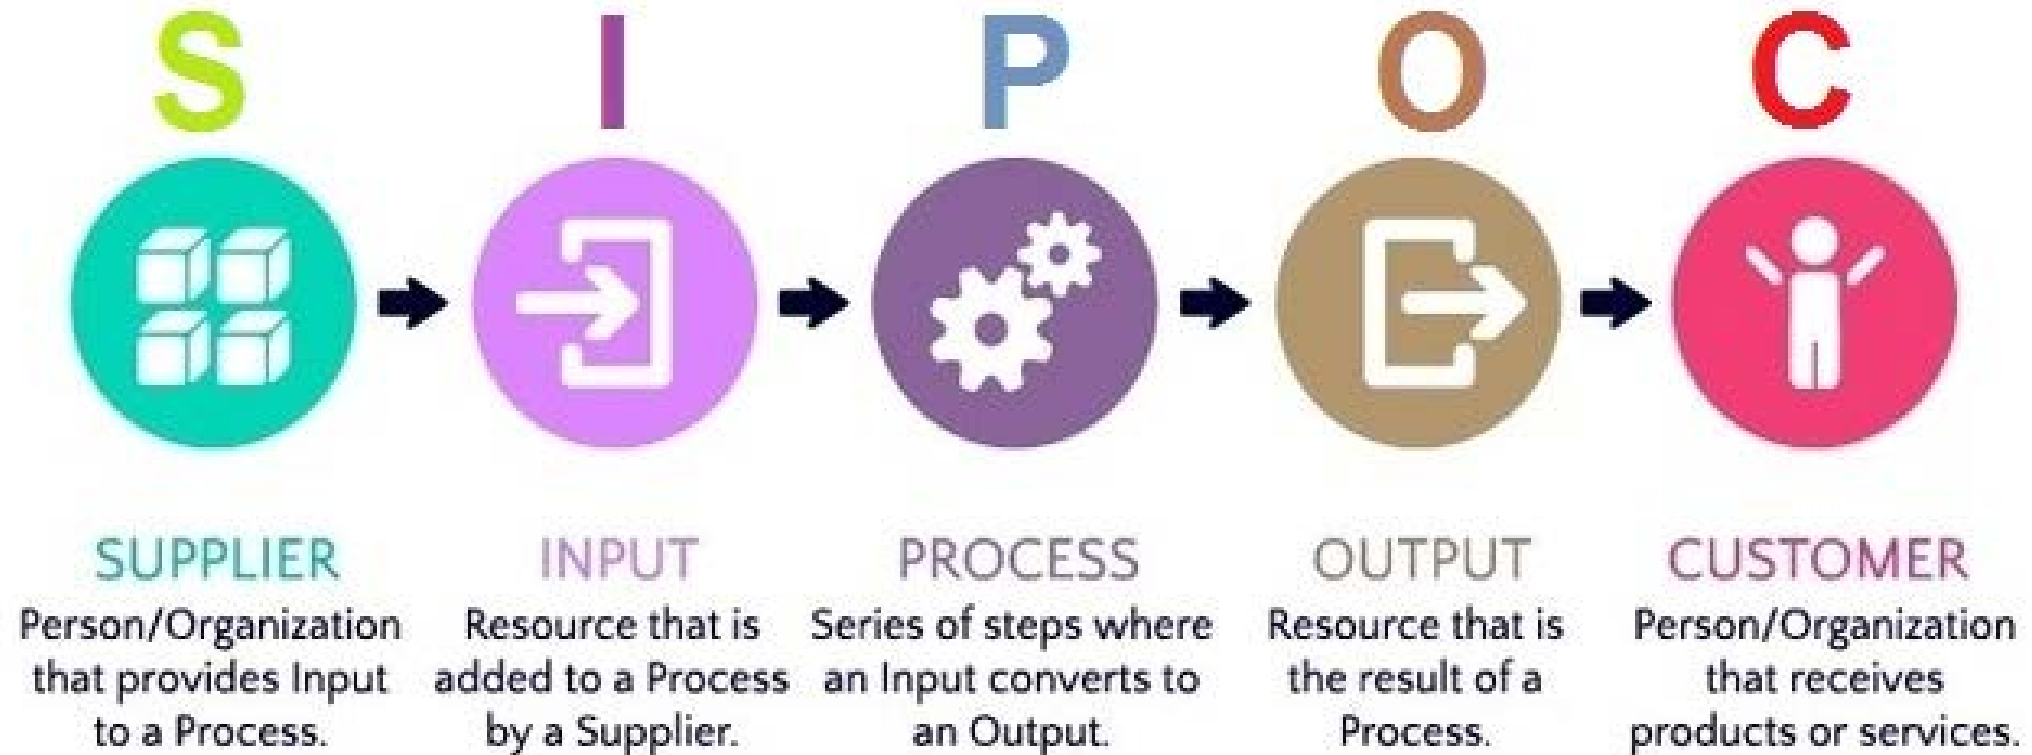 S I P O C
SUPPLIER
Person/Organization
that provides Input
to a Process.
INPUT
Resource that is
added to a Process
by a Supplier.
PROCESS
Series of steps where
an Input converts to
an Output.
OUTPUT
Resource that is
the result of a
Process.
CUSTOMER
Person/Organization
that receives
products or services.